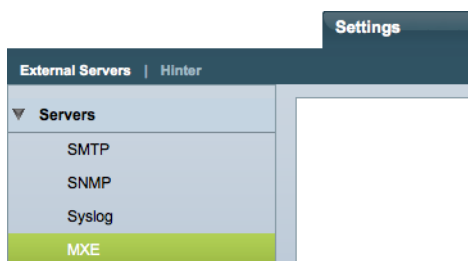 Settings
External Servers | Hinter
Servers
SMTP
SNMP
Syslog
MXE